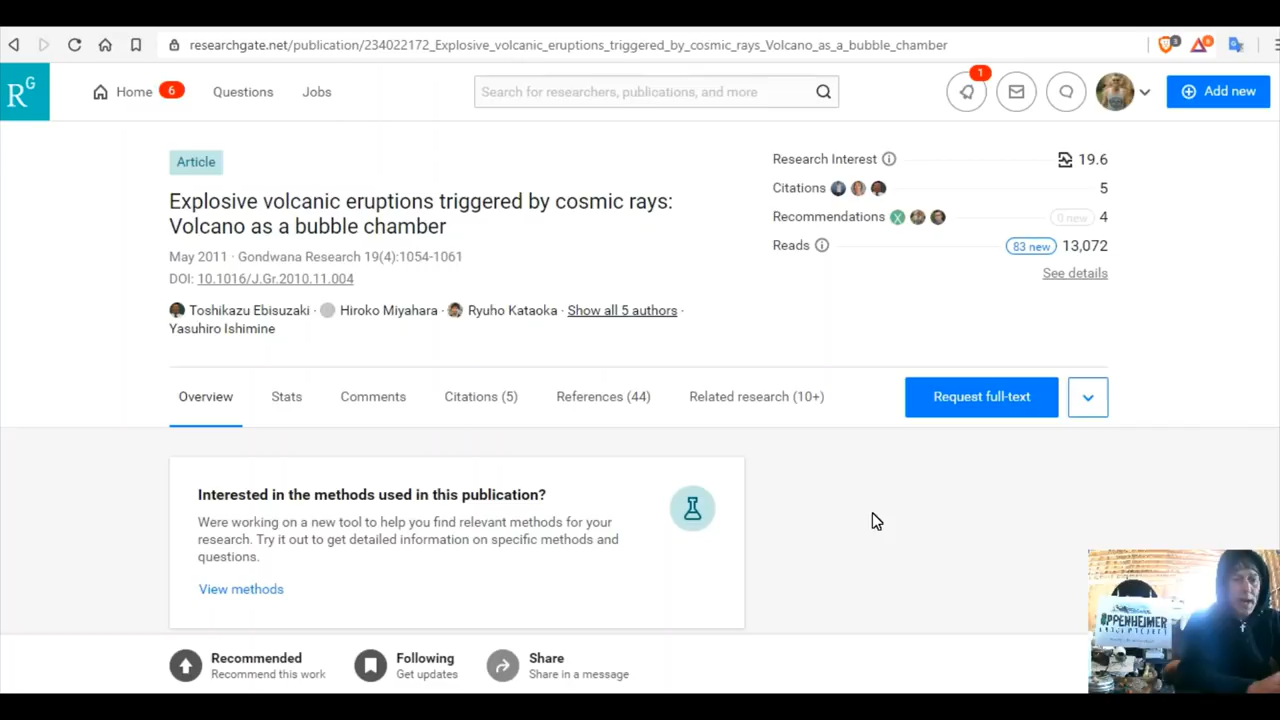 researchgate.net/publication/234022172_Explosive_volcanic_eruptions_triggered_by_cosmic_rays_Volcano_as_a_bubble_chamber
3
RG
Home 6 Questions Jobs
Search for researchers, publications, and more
1
Add new
Article
Explosive volcanic eruptions triggered by cosmic rays:
Volcano as a bubble chamber
May 2011 · Gondwana Research 19(4):1054-1061
DOI: 10.1016/J.Gr.2010.11.004
Toshikazu Ebisuzaki · Hiroko Miyahara · Ryuho Kataoka · Show all 5 authors ·
Yasuhiro Ishimine
Research Interest 19.6
Citations 5
Recommendations 0 new 4
Reads 83 new 13,072
See details
Overview Stats Comments Citations (5) References (44) Related research (10+)
Request full-text
Interested in the methods used in this publication?
Were working on a new tool to help you find relevant methods for your
research. Try it out to get detailed information on specific methods and
questions.
View methods
Recommended
Recommend this work
Following
Get updates
Share
Share in a message
OPPENHEIMER